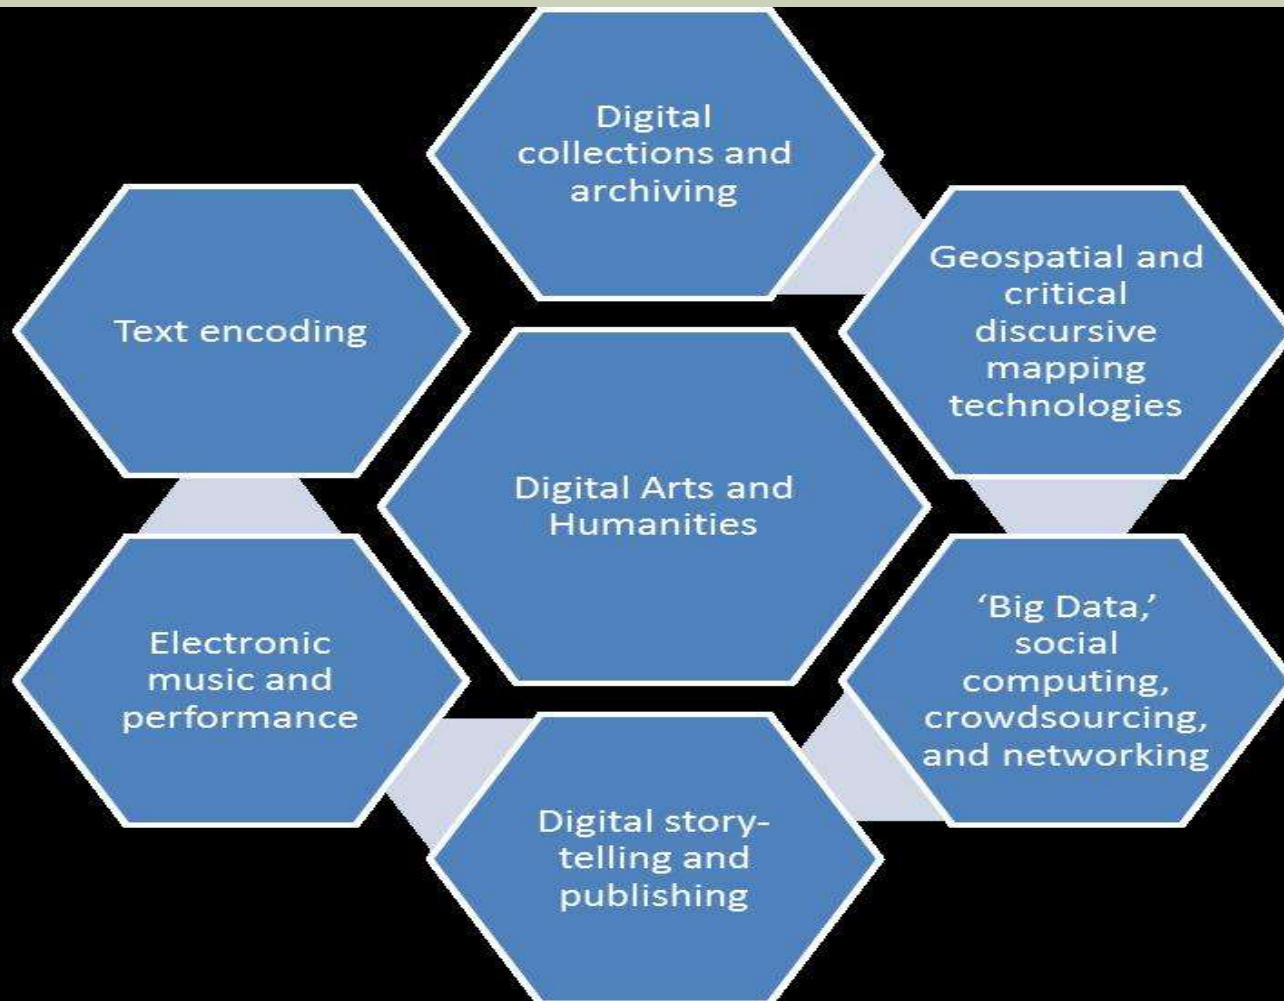 Digital
collections and
archiving
Geospatial and
critical
discursive
mapping
technologies
Text encoding
Digital Arts and
Humanities
‘Big Data,’
social
computing,
crowdsourcing,
and networking
Electronic
music and
performance
Digital story-
telling and
publishing